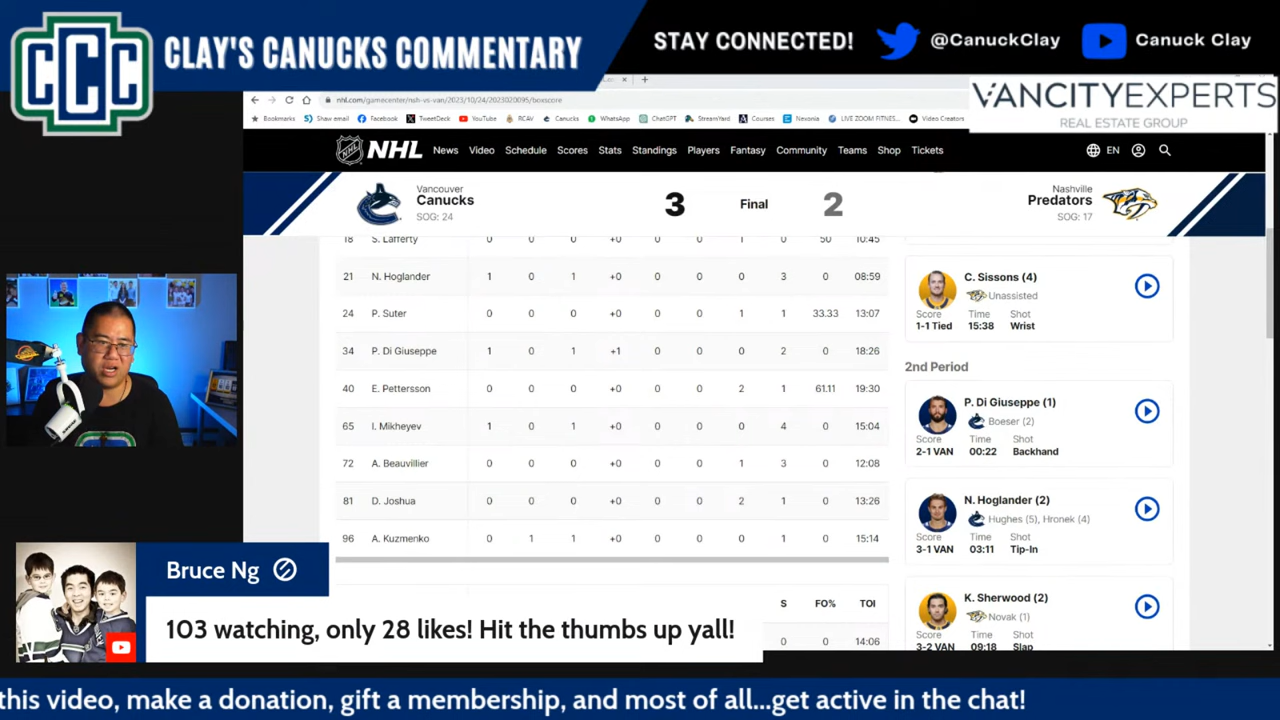 CCC
CLAY'S CANUCKS COMMENTARY
STAY CONNECTED!
@CanuckClay
Canuck Clay
VANCITYEXPERTS
REAL ESTATE GROUP
nhl.com/gamecenter/nsh-vs-van/2023/10/24/2023020095/boxscore
Bookmarks Shaw email Facebook TweetDeck YouTube RCAV Canucks WhatsApp ChatGPT StreamYard Courses Nexonia LIVE ZOOM FITNES... Video Creators
NHL News Video Schedule Scores Stats Standings Players Fantasy Community Teams Shop Tickets EN
Vancouver
Canucks
SOG: 24
3 Final 2
Nashville
Predators
SOG: 17
18 S. Lafferty 0 0 0 +0 0 0 1 0 50 10:45
21 N. Hoglander 1 0 1 +0 0 0 0 3 0 08:59
24 P. Suter 0 0 0 +0 0 0 1 1 33.33 13:07
34 P. Di Giuseppe 1 0 1 +1 0 0 0 2 0 18:26
40 E. Pettersson 0 0 0 +0 0 0 2 1 61.11 19:30
65 I. Mikheyev 1 0 1 +0 0 0 0 4 0 15:04
72 A. Beauvillier 0 0 0 +0 0 0 1 3 0 12:08
81 D. Joshua 0 0 0 +0 0 0 2 1 0 13:26
96 A. Kuzmenko 0 1 1 +0 0 0 0 1 0 15:14
S FO% TOI
0 0 14:06
C. Sissons (4)
Unassisted
Score Time Shot
1-1 Tied 15:38 Wrist
2nd Period
P. Di Giuseppe (1)
Boeser (2)
Score Time Shot
2-1 VAN 00:22 Backhand
N. Hoglander (2)
Hughes (5), Hronek (4)
Score Time Shot
3-1 VAN 03:11 Tip-In
K. Sherwood (2)
Novak (1)
Score Time Shot
3-2 VAN 09:18 Slap
Bruce Ng
103 watching, only 28 likes! Hit the thumbs up yall!
this video, make a donation, gift a membership, and most of all...get active in the chat!